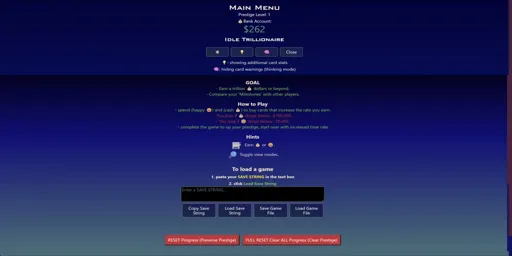 Main Menu
Prestige Level: 1
Bank Account:
$262
Idle Trillionaire
Close
: showing additional card stats.
: hiding card warnings (thinking mode)
GOAL
- Earn a trillion dollars or beyond.
- Compare your "Milestones" with other players.
How to Play
- spend (happy ) and (cash ) to buy cards that increase the rate you earn.
- complete the game to up your prestige, start over with increased time rate
Hints
: Earn or
: Toggle view modes.
To load a game
1. paste your SAVE STRING in the text box
2. click Load Save String
Enter a SAVE STRING
Copy Save String
Load Save String
Save Game File
Load Game File
RESET Progress (Preserve Prestige)
FULL RESET Clear ALL Progress (Clear Prestige)